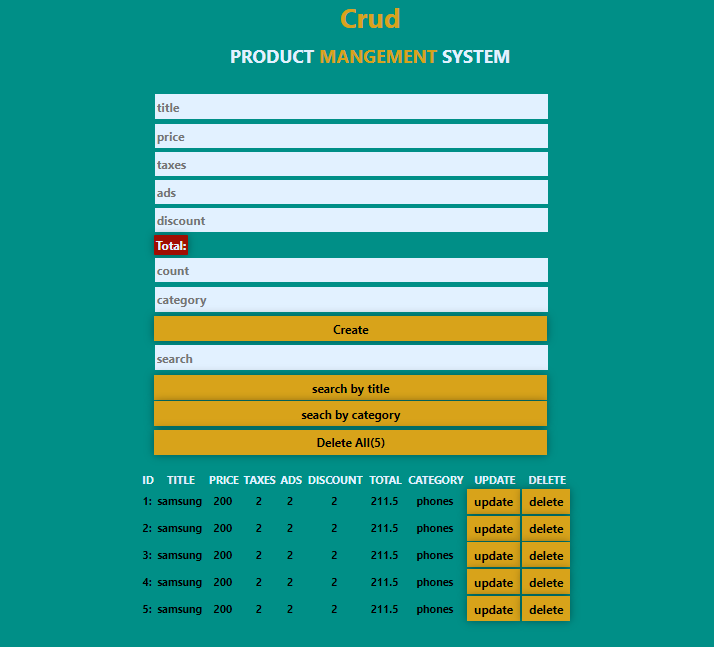 Crud
PRODUCT MANGEMENT SYSTEM
title
price
taxes
ads
discount
Total:
count
category
Create
search
search by title
seach by category
Delete All(5)
ID TITLE PRICE TAXES ADS DISCOUNT TOTAL CATEGORY UPDATE DELETE
1: samsung 200 2 2 2 211.5 phones update delete
2: samsung 200 2 2 2 211.5 phones update delete
3: samsung 200 2 2 2 211.5 phones update delete
4: samsung 200 2 2 2 211.5 phones update delete
5: samsung 200 2 2 2 211.5 phones update delete